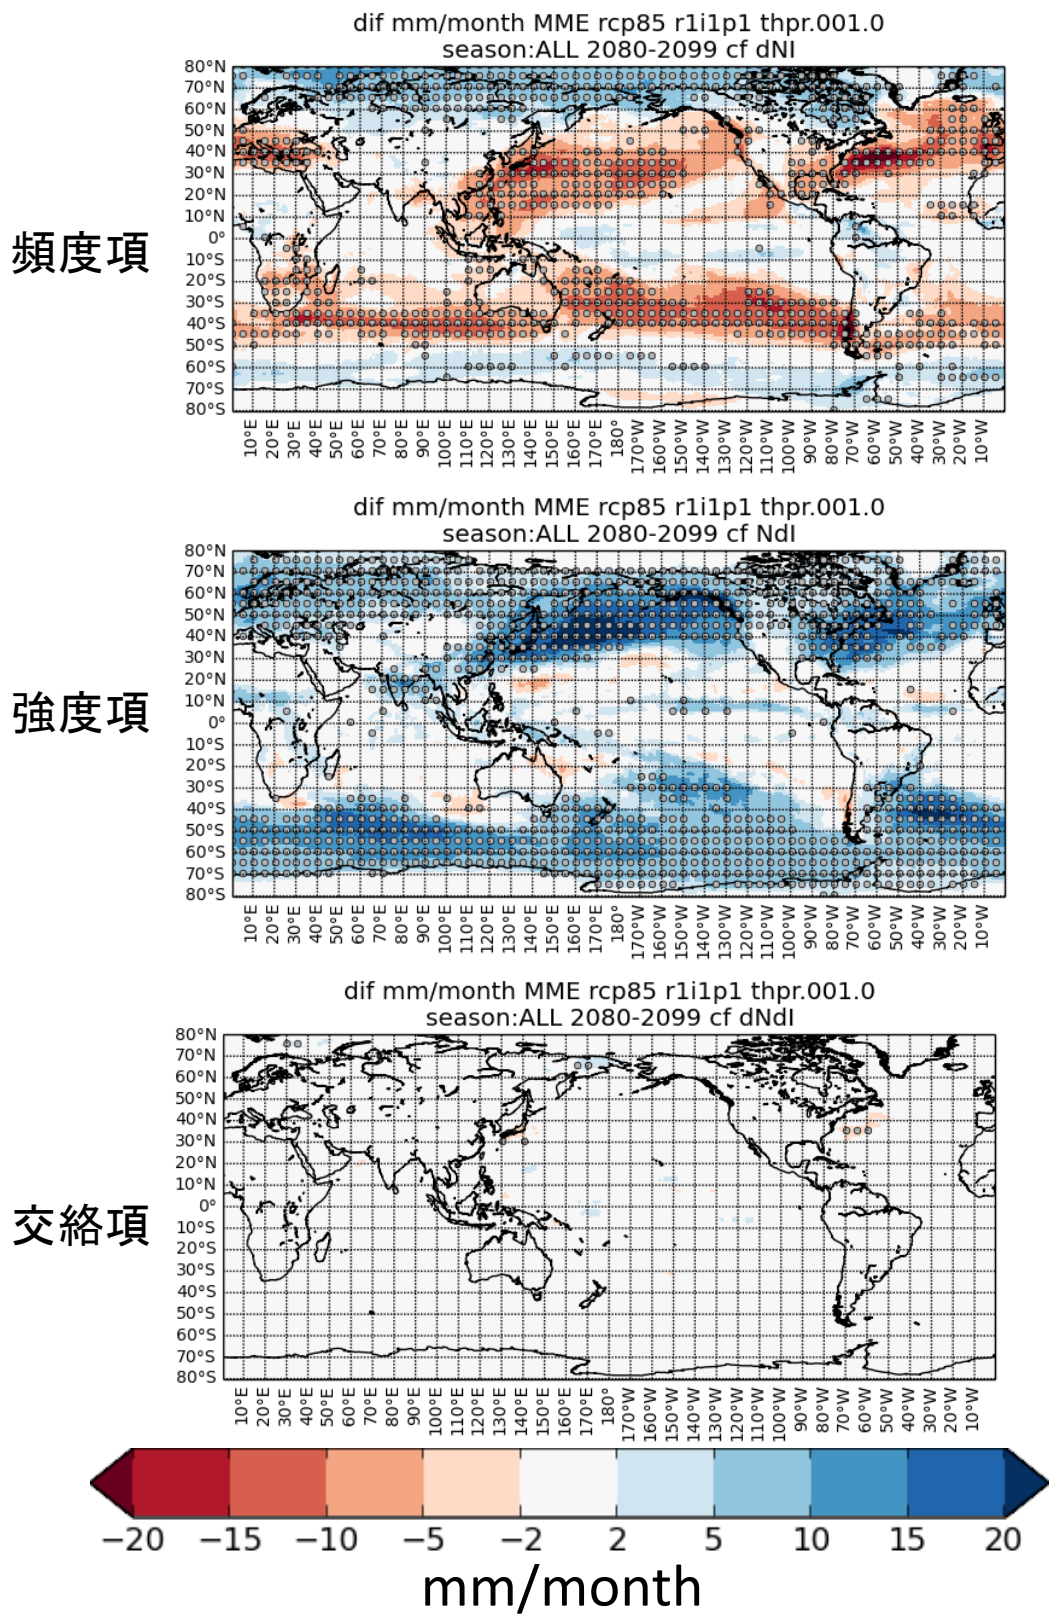 dif mm/month MME rcp85 r1i1p1 thpr.001.0
season:ALL 2080-2099 cf dNI
頻度項
80°N
70°N
60°N
50°N
40°N
30°N
20°N
10°N
0°
10°S
20°S
30°S
40°S
50°S
60°S
70°S
80°S
10°E 20°E 30°E 40°E 50°E 60°E 70°E 80°E 90°E 100°E 110°E 120°E 130°E 140°E 150°E 160°E 170°E 180° 170°W 160°W 150°W 140°W 130°W 120°W 110°W 100°W 90°W 80°W 70°W 60°W 50°W 40°W 30°W 20°W 10°W
dif mm/month MME rcp85 r1i1p1 thpr.001.0
season:ALL 2080-2099 cf NdI
強度項
80°N
70°N
60°N
50°N
40°N
30°N
20°N
10°N
0°
10°S
20°S
30°S
40°S
50°S
60°S
70°S
80°S
10°E 20°E 30°E 40°E 50°E 60°E 70°E 80°E 90°E 100°E 110°E 120°E 130°E 140°E 150°E 160°E 170°E 180° 170°W 160°W 150°W 140°W 130°W 120°W 110°W 100°W 90°W 80°W 70°W 60°W 50°W 40°W 30°W 20°W 10°W
dif mm/month MME rcp85 r1i1p1 thpr.001.0
season:ALL 2080-2099 cf dNdI
交絡項
80°N
70°N
60°N
50°N
40°N
30°N
20°N
10°N
0°
10°S
20°S
30°S
40°S
50°S
60°S
70°S
80°S
10°E 20°E 30°E 40°E 50°E 60°E 70°E 80°E 90°E 100°E 110°E 120°E 130°E 140°E 150°E 160°E 170°E 180° 170°W 160°W 150°W 140°W 130°W 120°W 110°W 100°W 90°W 80°W 70°W 60°W 50°W 40°W 30°W 20°W 10°W
−20 −15 −10 −5 −2 2 5 10 15 20
mm/month